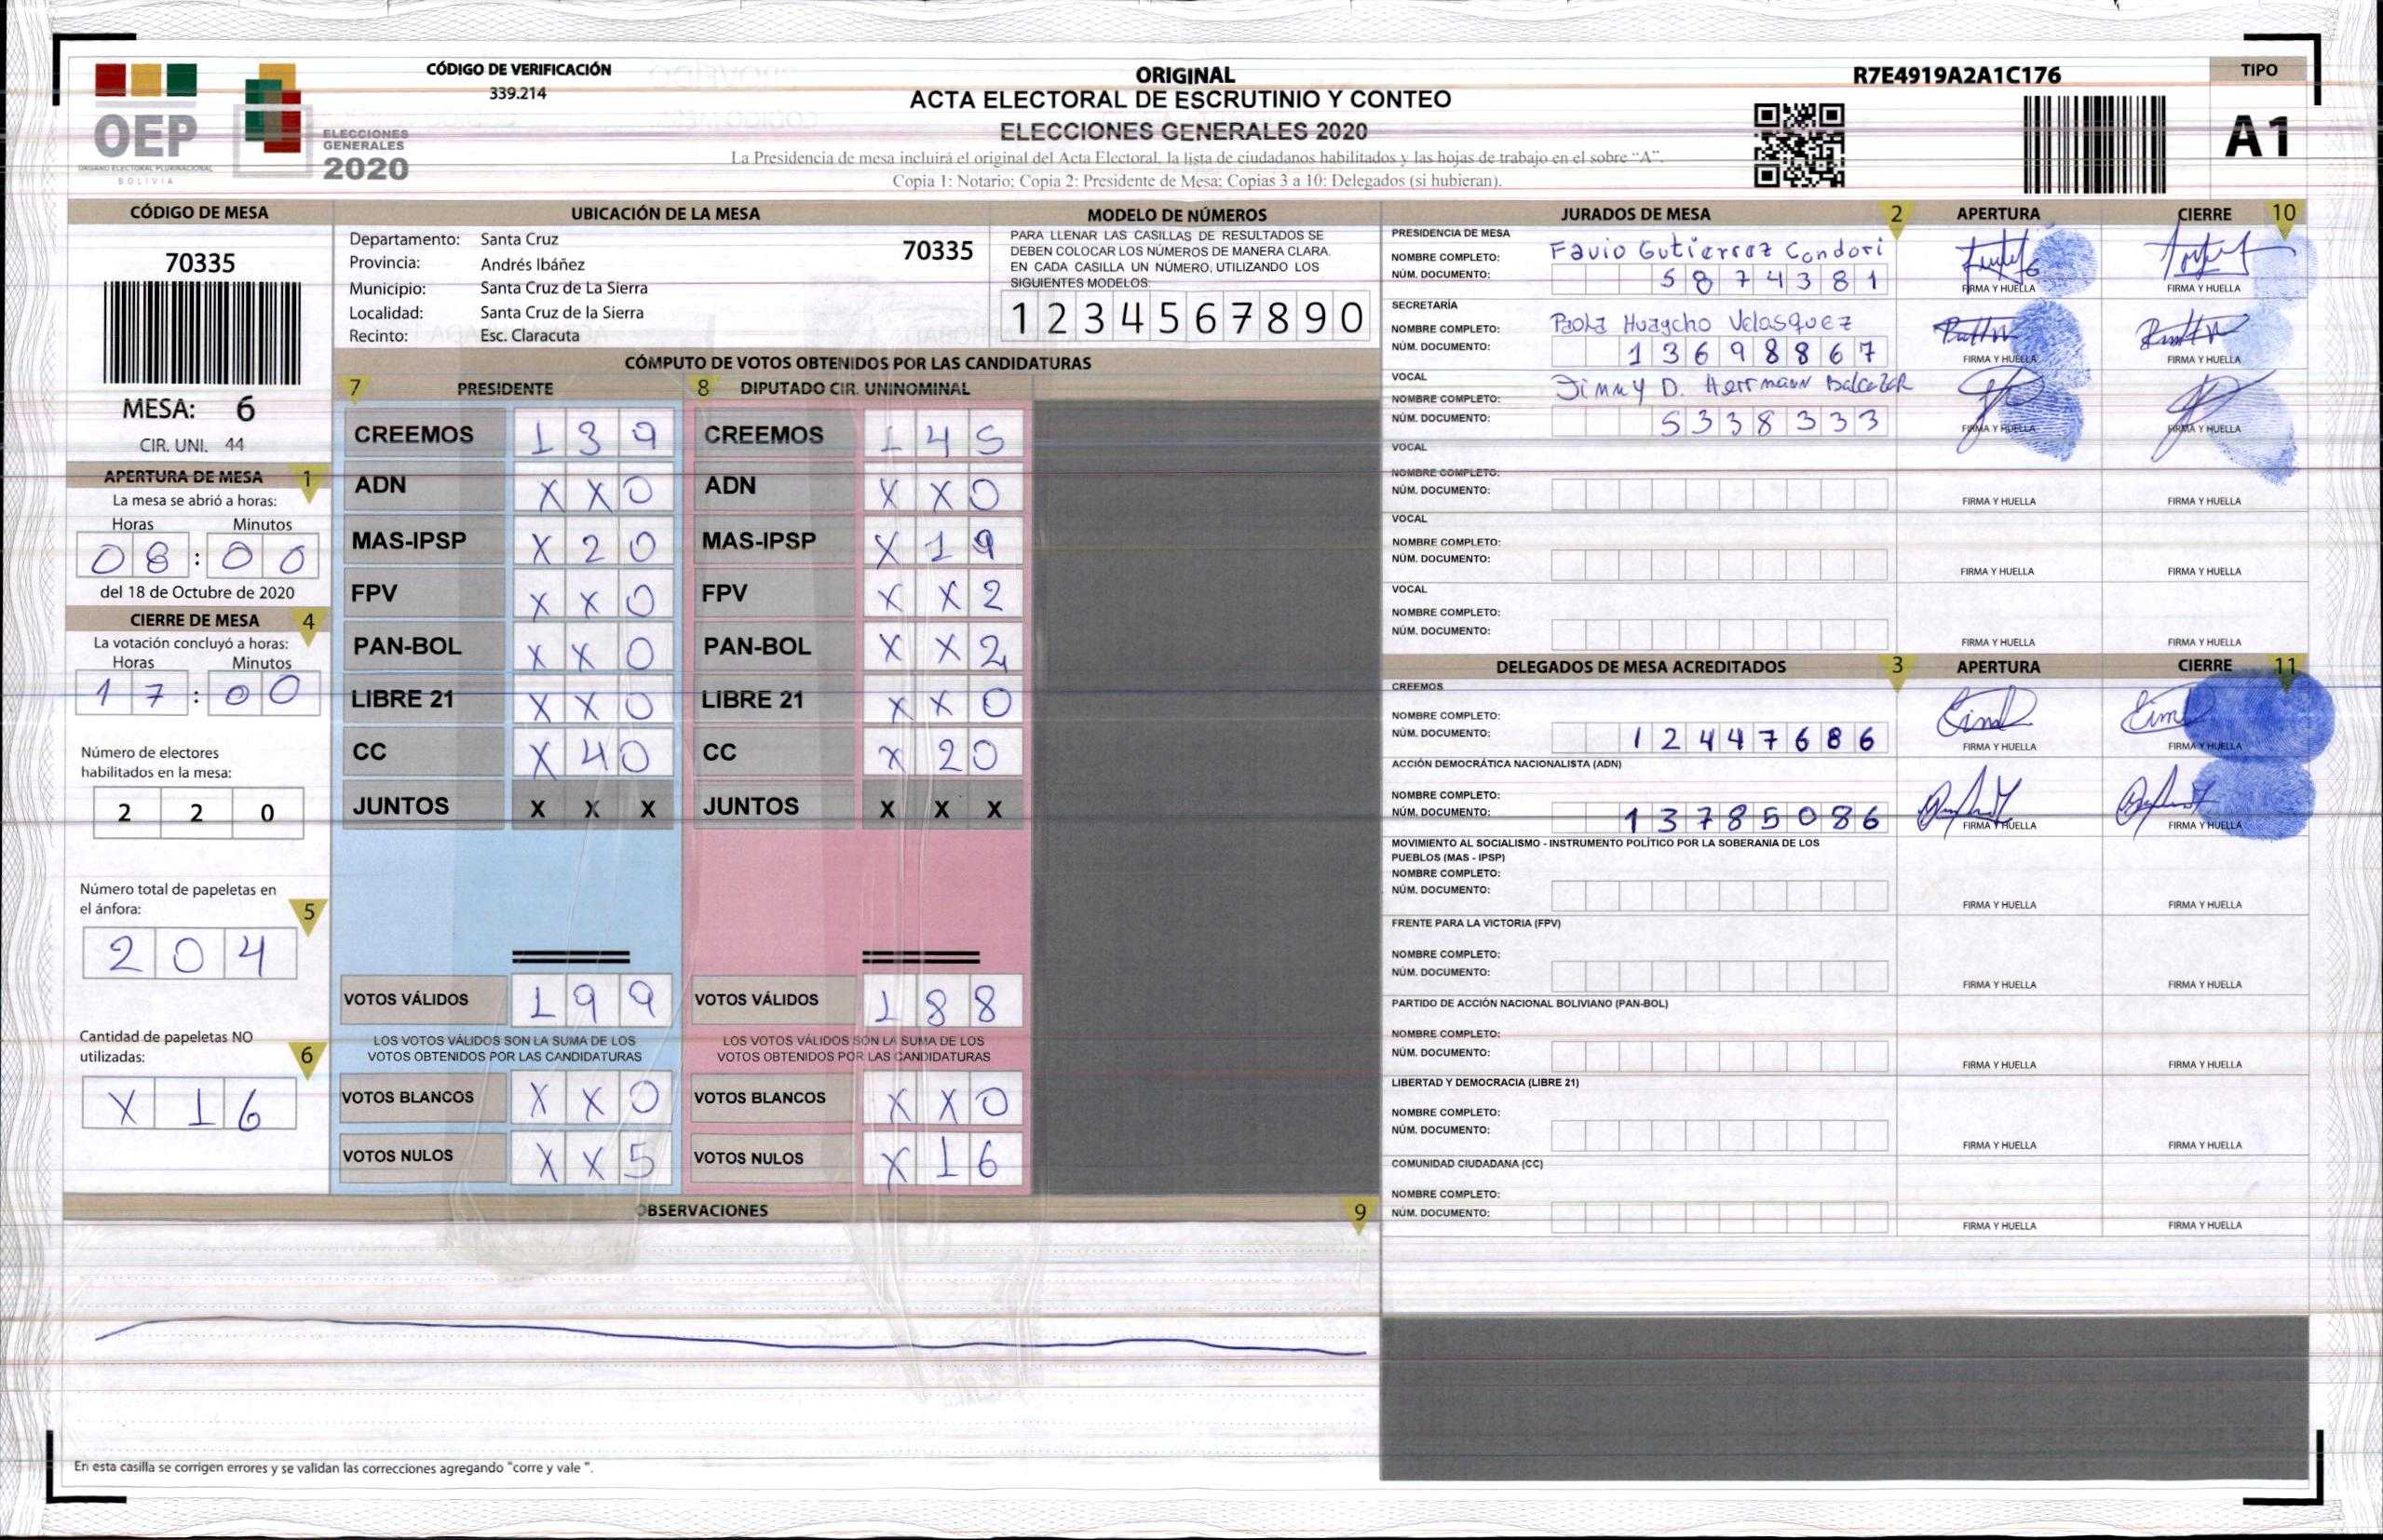 CÓDIGO DE VERIFICACIÓN
339.214
OEP
ÓRGANO ELECTORAL PLURINACIONAL
BOLIVIA
ELECCIONES
GENERALES
2020
ORIGINAL
ACTA ELECTORAL DE ESCRUTINIO Y CONTEO
ELECCIONES GENERALES 2020
La Presidencia de mesa incluirá el original del Acta Electoral, la lista de ciudadanos habilitados y las hojas de trabajo en el sobre "A".
Copia 1: Notario; Copia 2: Presidente de Mesa; Copias 3 a 10: Delegados (si hubieran).
R7E4919A2A1C176
TIPO
A1
CÓDIGO DE MESA
70335
MESA: 6
CIR. UNI. 44
APERTURA DE MESA 1
La mesa se abrió a horas:
Horas Minutos
08:00
del 18 de Octubre de 2020
CIERRE DE MESA 4
La votación concluyó a horas:
Horas Minutos
17:00
Número de electores
habilitados en la mesa:
2 2 0
Número total de papeletas en
el ánfora: 5
2 0 4
Cantidad de papeletas NO
utilizadas: 6
X 1 6
UBICACIÓN DE LA MESA
Departamento: Santa Cruz 70335
Provincia: Andrés Ibáñez
Municipio: Santa Cruz de La Sierra
Localidad: Santa Cruz de la Sierra
Recinto: Esc. Claracuta
MODELO DE NÚMEROS
PARA LLENAR LAS CASILLAS DE RESULTADOS SE
DEBEN COLOCAR LOS NÚMEROS DE MANERA CLARA.
EN CADA CASILLA UN NÚMERO, UTILIZANDO LOS
SIGUIENTES MODELOS:
1 2 3 4 5 6 7 8 9 0
CÓMPUTO DE VOTOS OBTENIDOS POR LAS CANDIDATURAS
7 PRESIDENTE 8 DIPUTADO CIR. UNINOMINAL
CREEMOS 1 3 9 CREEMOS 1 4 5
ADN X X 0 ADN X X 0
MAS-IPSP X 2 0 MAS-IPSP X 1 9
FPV X X 0 FPV X X 2
PAN-BOL X X 0 PAN-BOL X X 2
LIBRE 21 X X 0 LIBRE 21 X X 0
CC X 4 0 CC X 2 0
JUNTOS X X X JUNTOS X X X
VOTOS VÁLIDOS 1 9 9 VOTOS VÁLIDOS 1 8 8
LOS VOTOS VÁLIDOS SON LA SUMA DE LOS LOS VOTOS VÁLIDOS SON LA SUMA DE LOS
VOTOS OBTENIDOS POR LAS CANDIDATURAS VOTOS OBTENIDOS POR LAS CANDIDATURAS
VOTOS BLANCOS X X 0 VOTOS BLANCOS X X 0
VOTOS NULOS X X 5 VOTOS NULOS X 1 6
OBSERVACIONES 9
En esta casilla se corrigen errores y se validan las correcciones agregando "corre y vale ".
JURADOS DE MESA 2 APERTURA CIERRE 10
PRESIDENCIA DE MESA
NOMBRE COMPLETO: Favio Gutierrez Condori
NÚM. DOCUMENTO: 5874381 FIRMA Y HUELLA FIRMA Y HUELLA
SECRETARÍA
NOMBRE COMPLETO: Paola Huaycho Velasquez
NÚM. DOCUMENTO: 13698867 FIRMA Y HUELLA FIRMA Y HUELLA
VOCAL
NOMBRE COMPLETO: Jimmy D. Herrmann Balcazar
NÚM. DOCUMENTO: 5338333 FIRMA Y HUELLA FIRMA Y HUELLA
VOCAL
NOMBRE COMPLETO:
NÚM. DOCUMENTO: FIRMA Y HUELLA FIRMA Y HUELLA
VOCAL
NOMBRE COMPLETO:
NÚM. DOCUMENTO: FIRMA Y HUELLA FIRMA Y HUELLA
VOCAL
NOMBRE COMPLETO:
NÚM. DOCUMENTO: FIRMA Y HUELLA FIRMA Y HUELLA
DELEGADOS DE MESA ACREDITADOS 3 APERTURA CIERRE 11
CREEMOS
NOMBRE COMPLETO:
NÚM. DOCUMENTO: 12447686 FIRMA Y HUELLA FIRMA Y HUELLA
ACCIÓN DEMOCRÁTICA NACIONALISTA (ADN)
NOMBRE COMPLETO:
NÚM. DOCUMENTO: 13785086 FIRMA Y HUELLA FIRMA Y HUELLA
MOVIMIENTO AL SOCIALISMO - INSTRUMENTO POLÍTICO POR LA SOBERANIA DE LOS
PUEBLOS (MAS - IPSP)
NOMBRE COMPLETO:
NÚM. DOCUMENTO: FIRMA Y HUELLA FIRMA Y HUELLA
FRENTE PARA LA VICTORIA (FPV)
NOMBRE COMPLETO:
NÚM. DOCUMENTO: FIRMA Y HUELLA FIRMA Y HUELLA
PARTIDO DE ACCIÓN NACIONAL BOLIVIANO (PAN-BOL)
NOMBRE COMPLETO:
NÚM. DOCUMENTO: FIRMA Y HUELLA FIRMA Y HUELLA
LIBERTAD Y DEMOCRACIA (LIBRE 21)
NOMBRE COMPLETO:
NÚM. DOCUMENTO: FIRMA Y HUELLA FIRMA Y HUELLA
COMUNIDAD CIUDADANA (CC)
NOMBRE COMPLETO:
NÚM. DOCUMENTO: FIRMA Y HUELLA FIRMA Y HUELLA